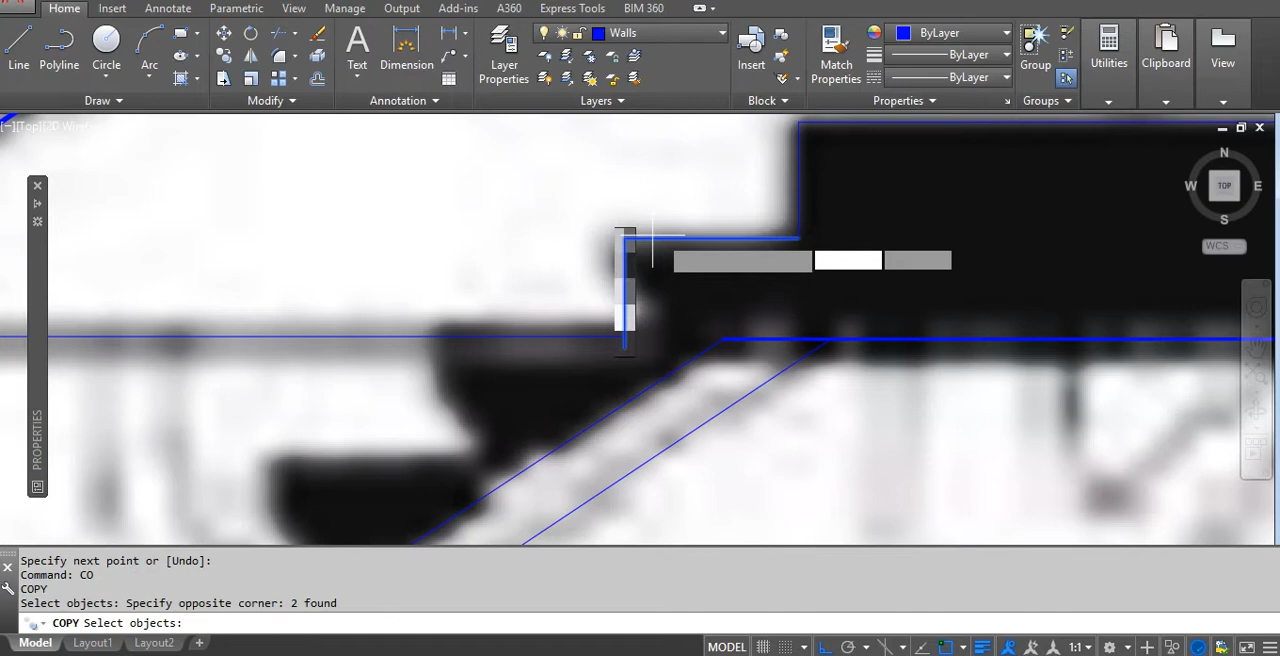 Home Insert Annotate Parametric View Manage Output Add-ins A360 Express Tools BIM 360
Walls
ByLayer
ByLayer
ByLayer
Line Polyline Circle Arc
Text Dimension
Layer Properties
Insert
Match Properties
Group
Utilities
Clipboard
View
Draw Modify Annotation Layers Block Properties Groups
[−][Top][2D Wir
N
W TOP E
S
WCS
PROPERTIES
Specify next point or [Undo]:
Command: CO
COPY
Select objects: Specify opposite corner: 2 found
COPY Select objects:
Model Layout1 Layout2 +
MODEL
1:1